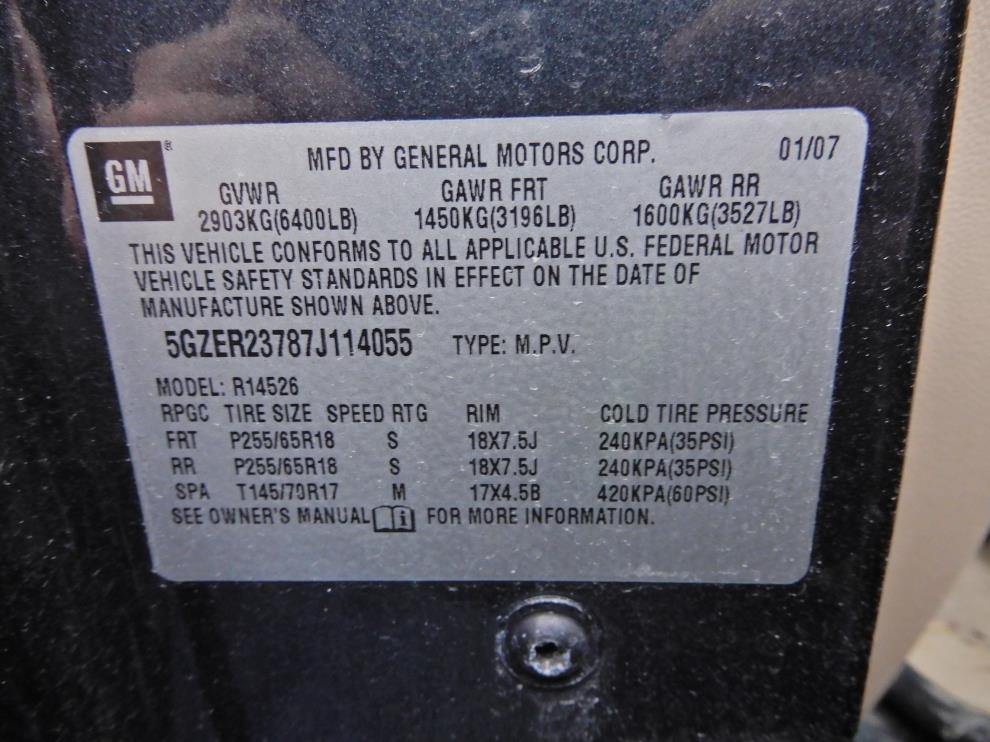 GM ®
MFD BY GENERAL MOTORS CORP. 01/07
GVWR GAWR FRT GAWR RR
2903KG(6400LB) 1450KG(3196LB) 1600KG(3527LB)
THIS VEHICLE CONFORMS TO ALL APPLICABLE U.S. FEDERAL MOTOR
VEHICLE SAFETY STANDARDS IN EFFECT ON THE DATE OF
MANUFACTURE SHOWN ABOVE.
5GZER23787J114055 TYPE: M.P.V.
MODEL: R14526
RPGC TIRE SIZE SPEED RTG RIM COLD TIRE PRESSURE
FRT P255/65R18 S 18X7.5J 240KPA(35PSI)
RR P255/65R18 S 18X7.5J 240KPA(35PSI)
SPA T145/70R17 M 17X4.5B 420KPA(60PSI)
SEE OWNER'S MANUAL i FOR MORE INFORMATION.